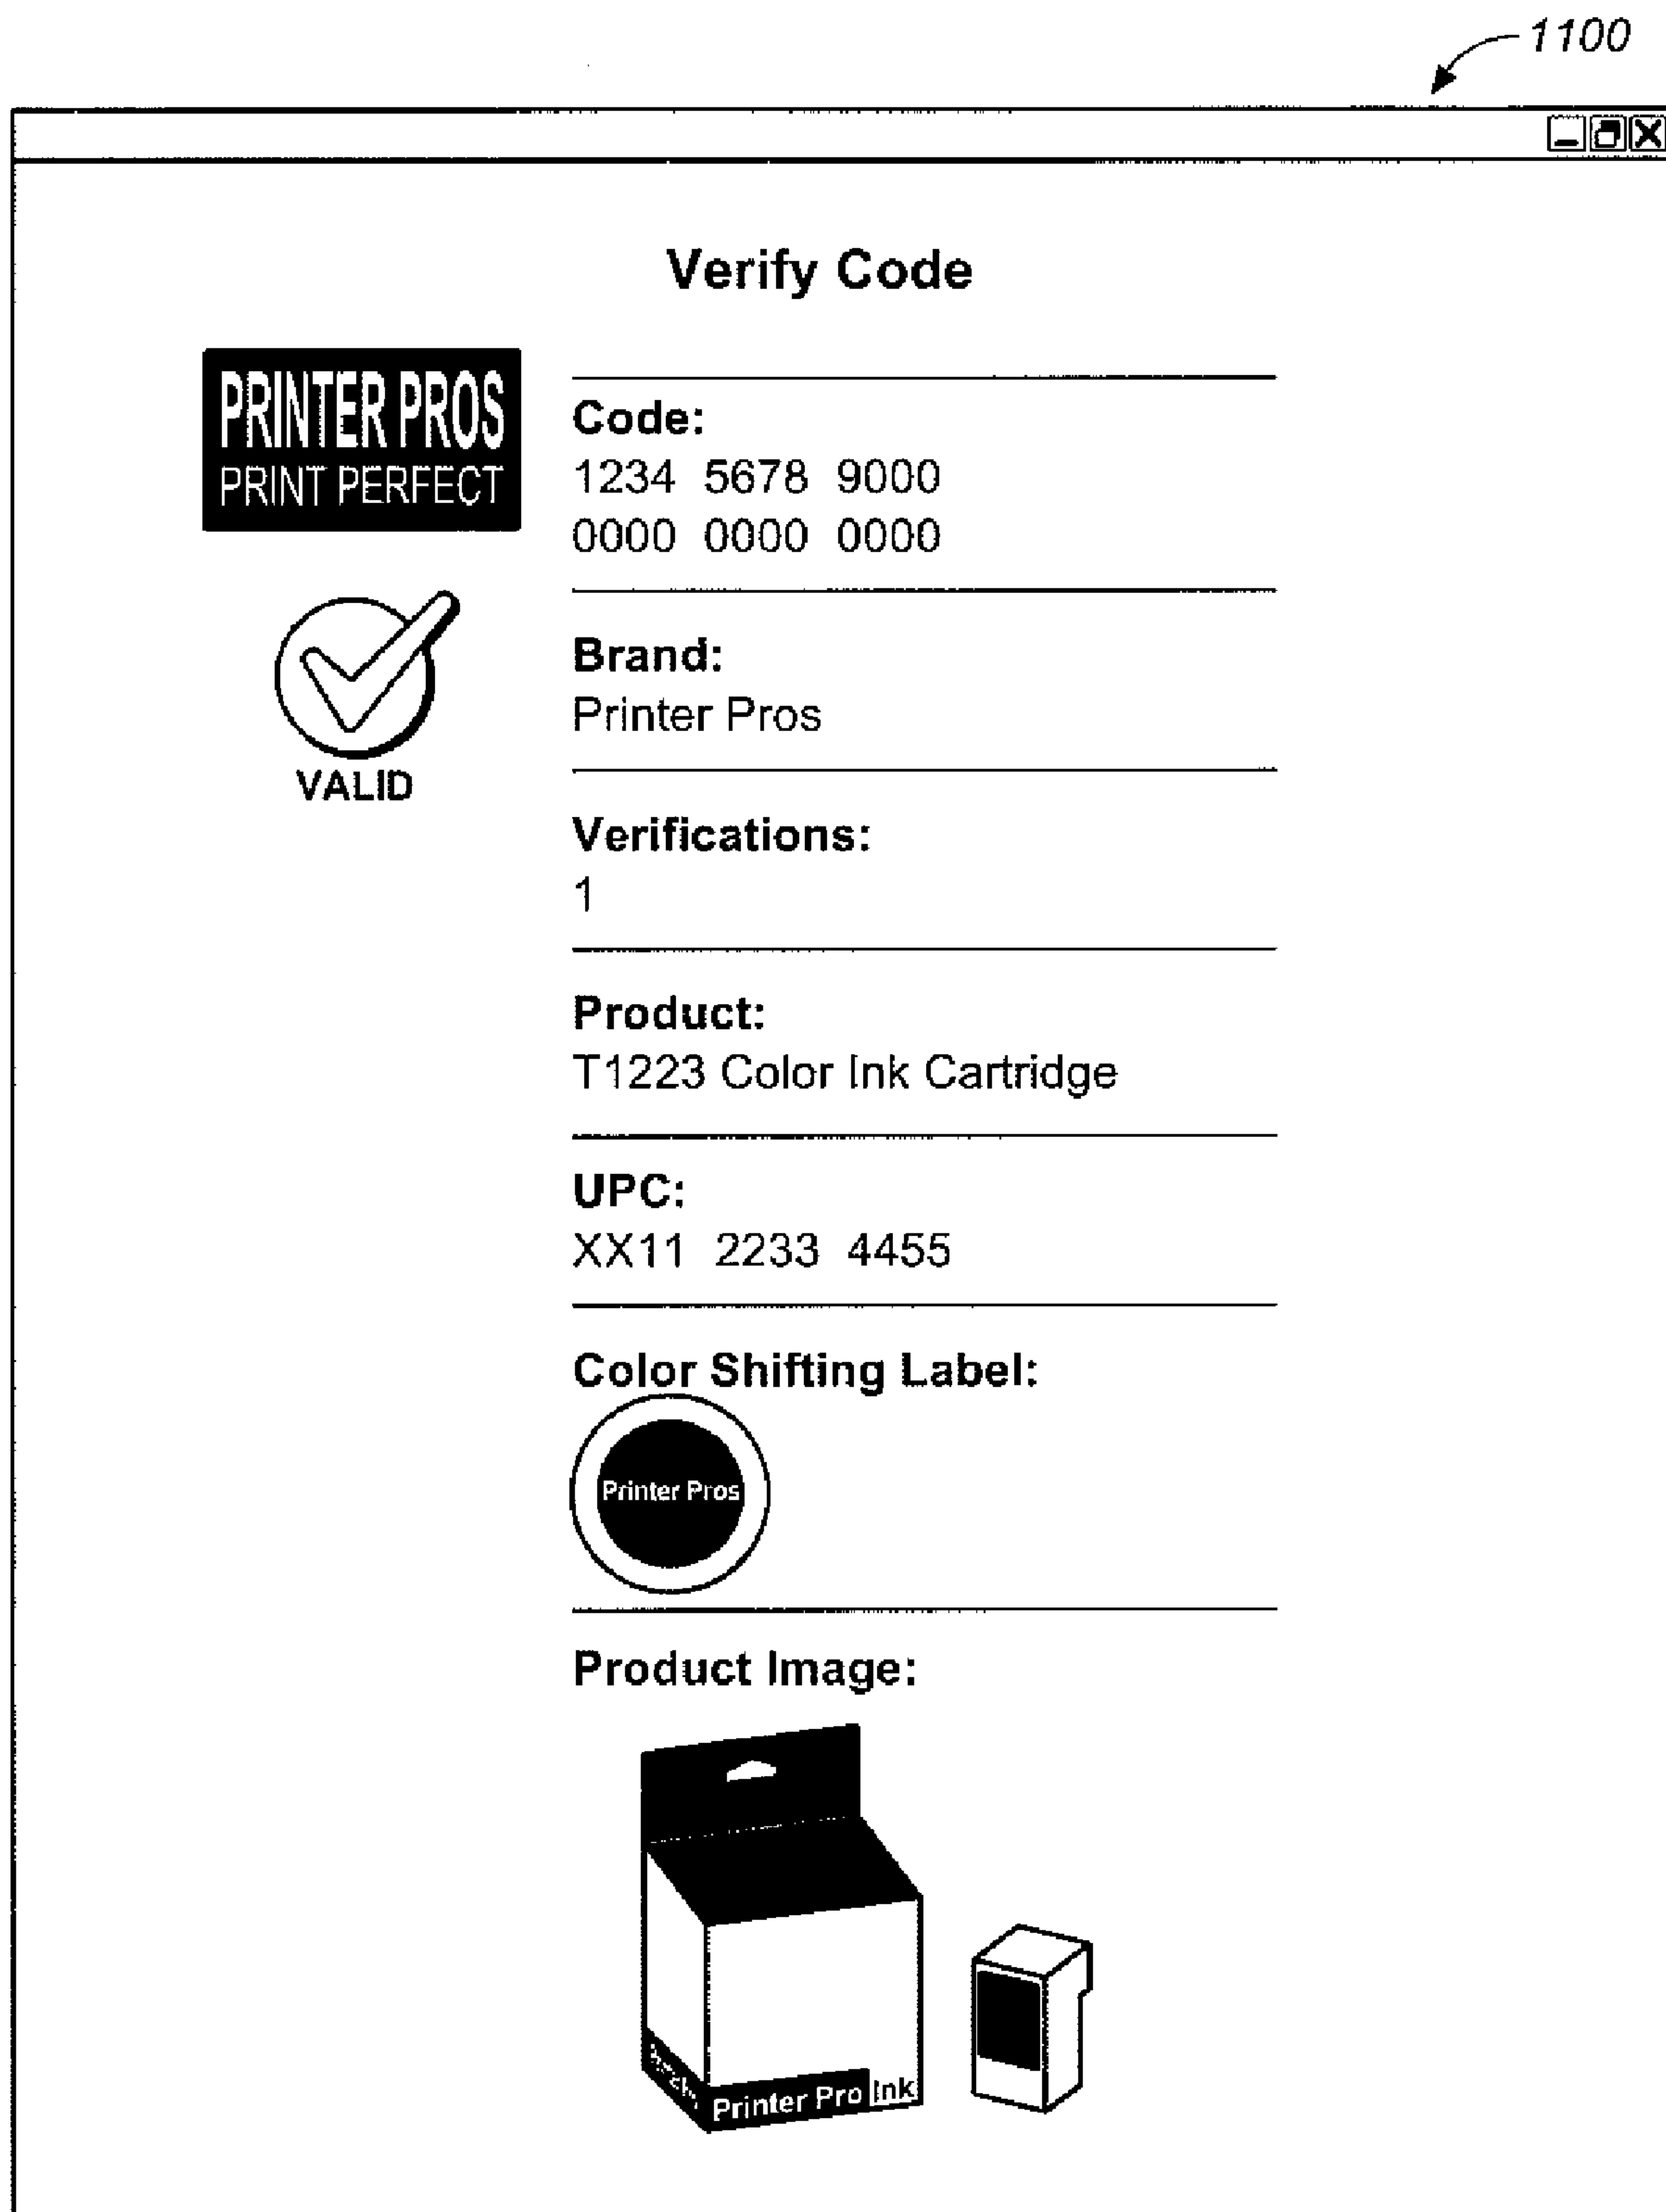 1100
Verify Code
PRINTER PROS
PRINT PERFECT
VALID
Code:
1234 5678 9000
0000 0000 0000
Brand:
Printer Pros
Verifications:
1
Product:
T1223 Color Ink Cartridge
UPC:
XX11 2233 4455
Color Shifting Label:
Printer Pros
Product Image:
Printer Pro Ink